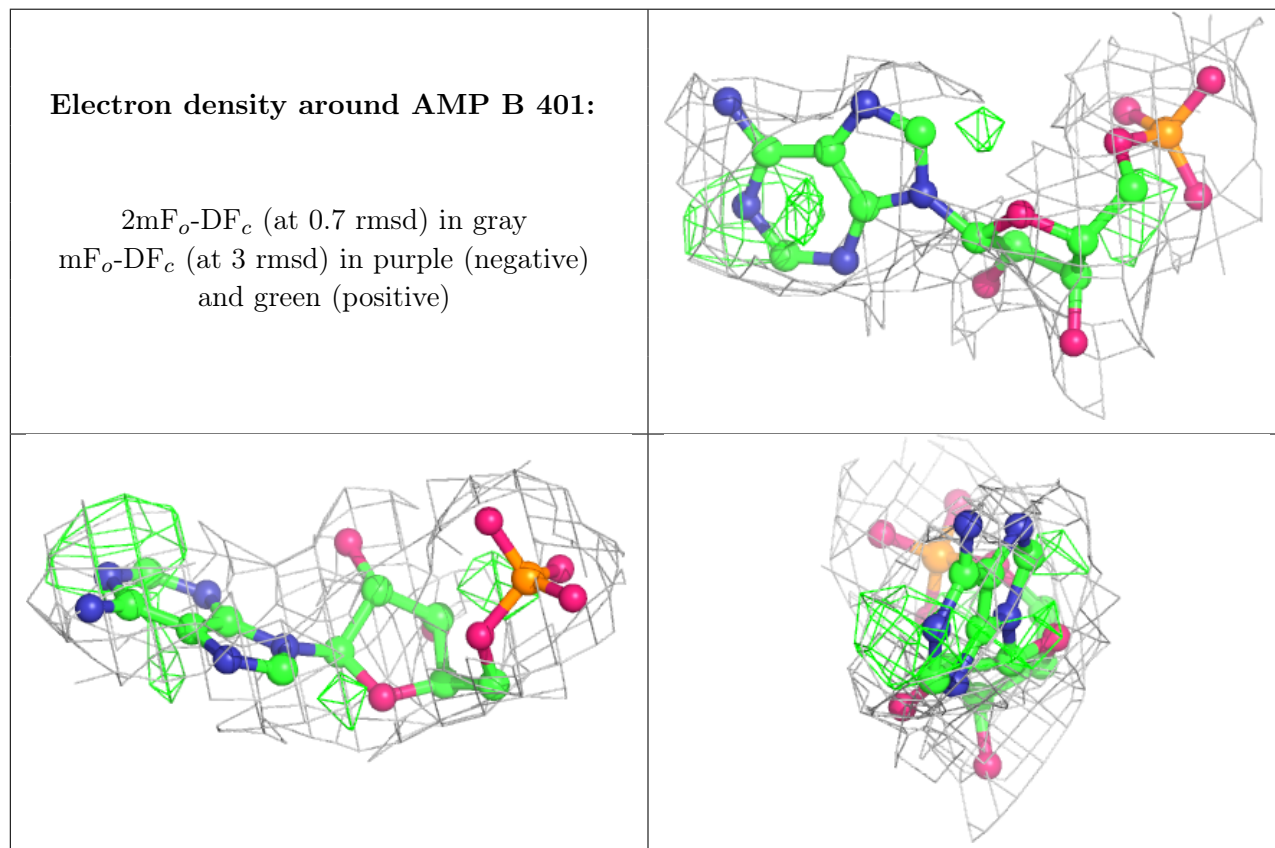 Electron density around AMP B 401:
2mFo-DFc (at 0.7 rmsd) in gray
mFo-DFc (at 3 rmsd) in purple (negative)
and green (positive)